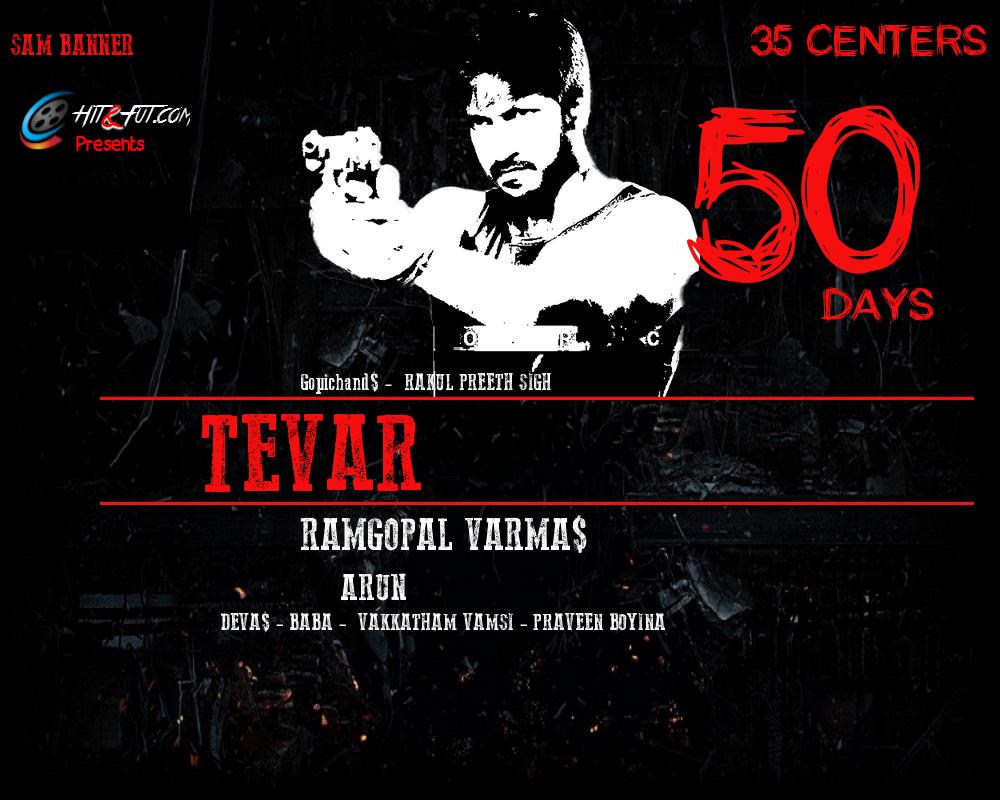 SAM BANNER
35 CENTERS
HIT&FUT.COM
Presents
50
DAYS
Gopichand$ - RAKUL PREETH SIGH
TEVAR
RAMGOPAL VARMA$
ARUN
DEVA$ - BABA - VAKKATHAM VAMSI - PRAVEEN BOYINA